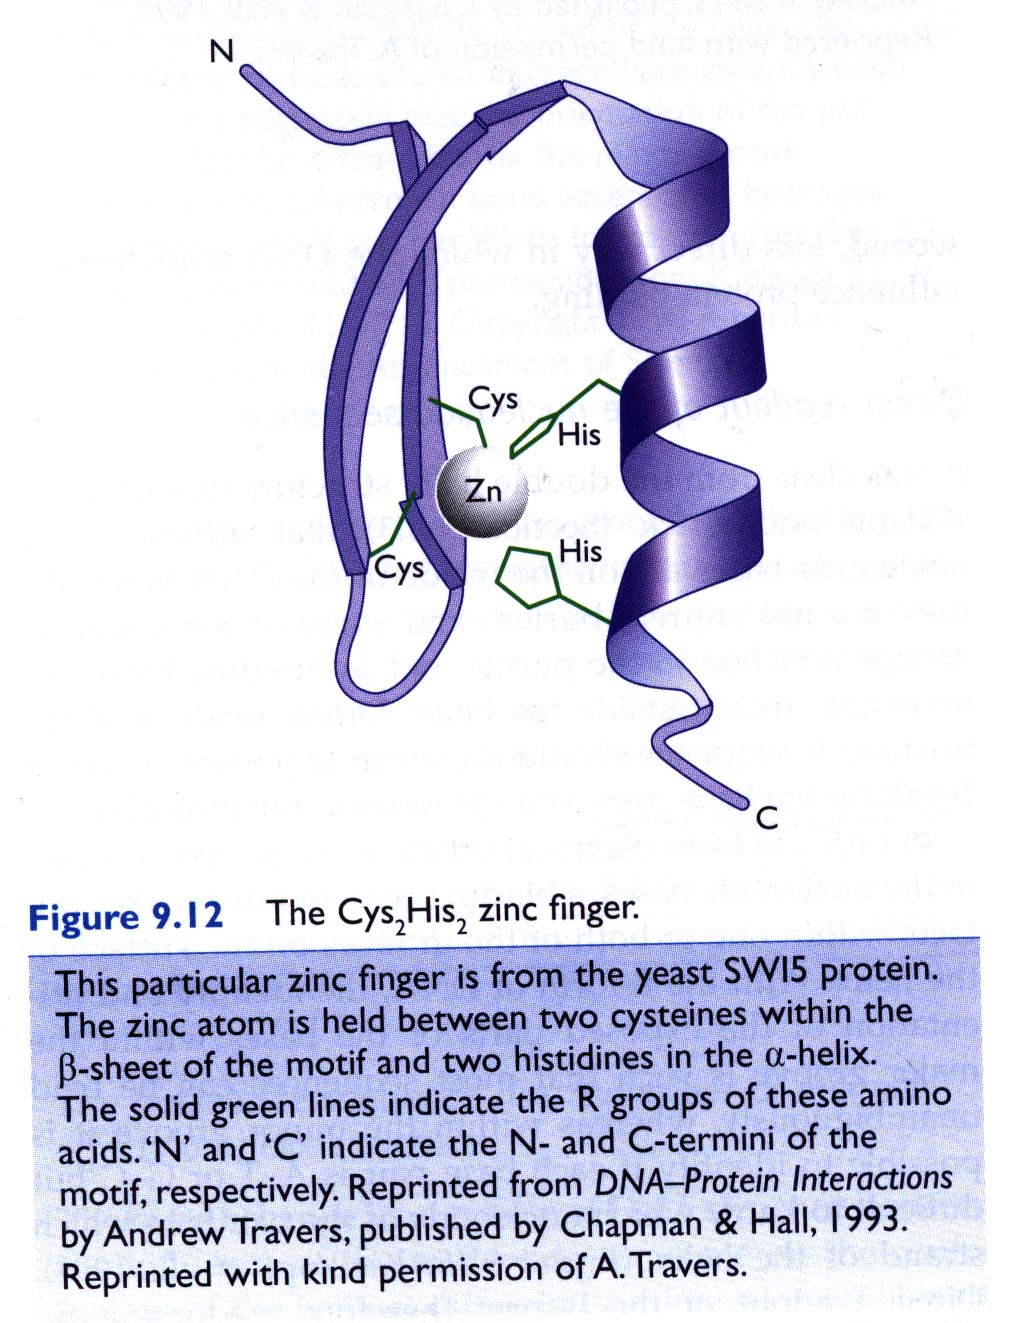 N
Cys
His
Zn
His
Cys
C
Figure 9.12 The Cys₂His₂ zinc finger.
This particular zinc finger is from the yeast SWI5 protein.
The zinc atom is held between two cysteines within the
β-sheet of the motif and two histidines in the α-helix.
The solid green lines indicate the R groups of these amino
acids. ‘N’ and ‘C’ indicate the N- and C-termini of the
motif, respectively. Reprinted from DNA–Protein Interactions
by Andrew Travers, published by Chapman & Hall, 1993.
Reprinted with kind permission of A. Travers.